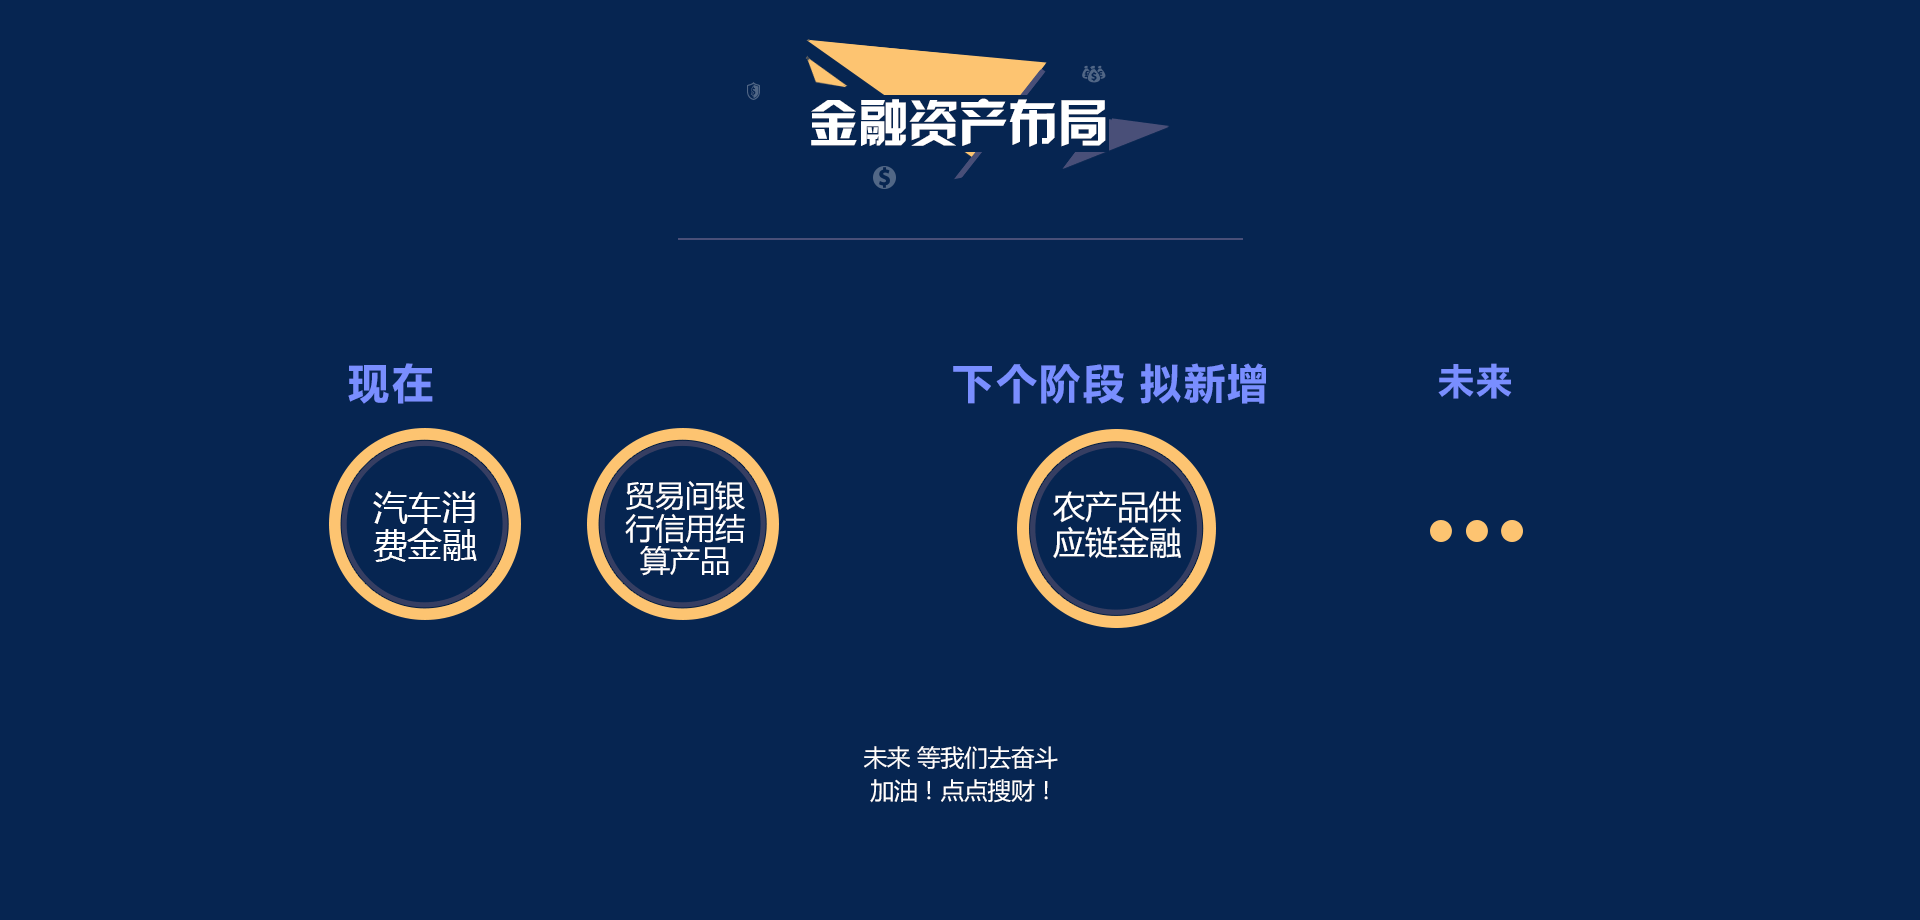 金融资产布局
现在
下个阶段 拟新增
未来
汽车消
费金融
贸易间银
行信用结
算产品
农产品供
应链金融
未来 等我们去奋斗
加油！点点搜财！